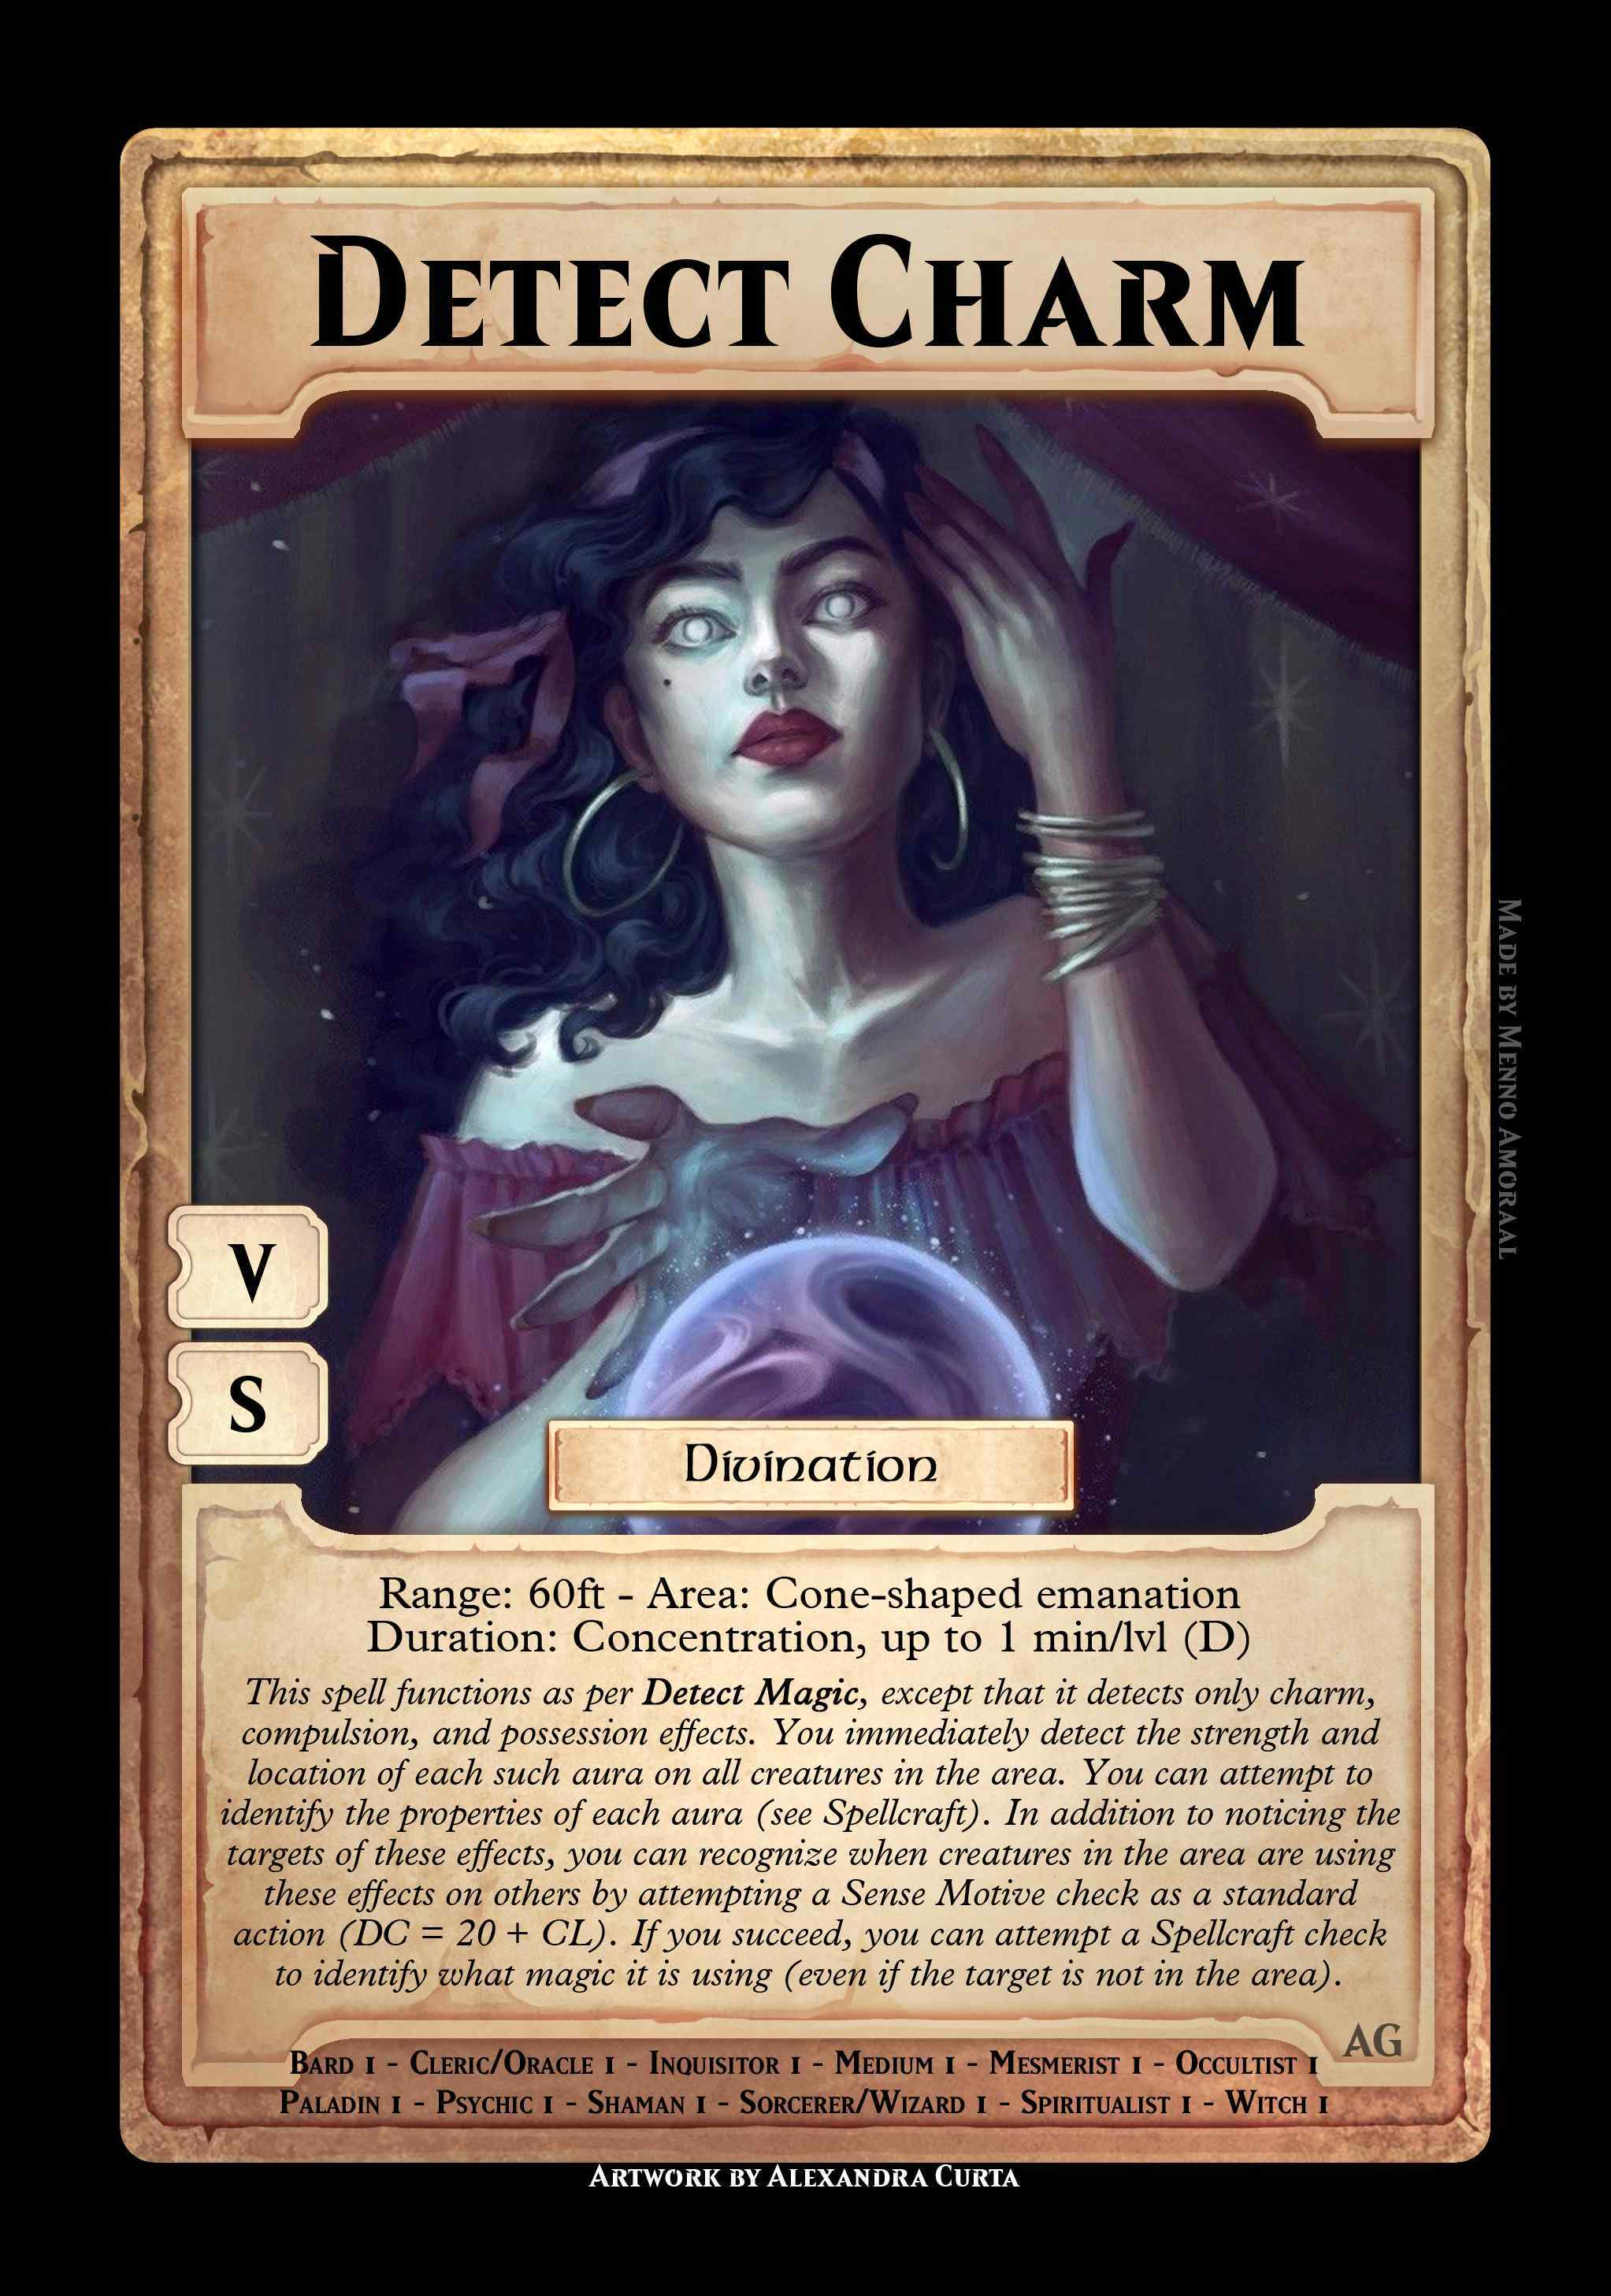 Detect Charm
V
S
Divination
Range: 60ft - Area: Cone-shaped emanation
Duration: Concentration, up to 1 min/lvl (D)
This spell functions as per Detect Magic, except that it detects only charm,
compulsion, and possession effects. You immediately detect the strength and
location of each such aura on all creatures in the area. You can attempt to
identify the properties of each aura (see Spellcraft). In addition to noticing the
targets of these effects, you can recognize when creatures in the area are using
these effects on others by attempting a Sense Motive check as a standard
action (DC = 20 + CL). If you succeed, you can attempt a Spellcraft check
to identify what magic it is using (even if the target is not in the area).
AG
Bard 1 - Cleric/Oracle 1 - Inquisitor 1 - Medium 1 - Mesmerist 1 - Occultist 1
Paladin 1 - Psychic 1 - Shaman 1 - Sorcerer/Wizard 1 - Spiritualist 1 - Witch 1
Artwork by Alexandra Curta
Made by Menno Amoraal